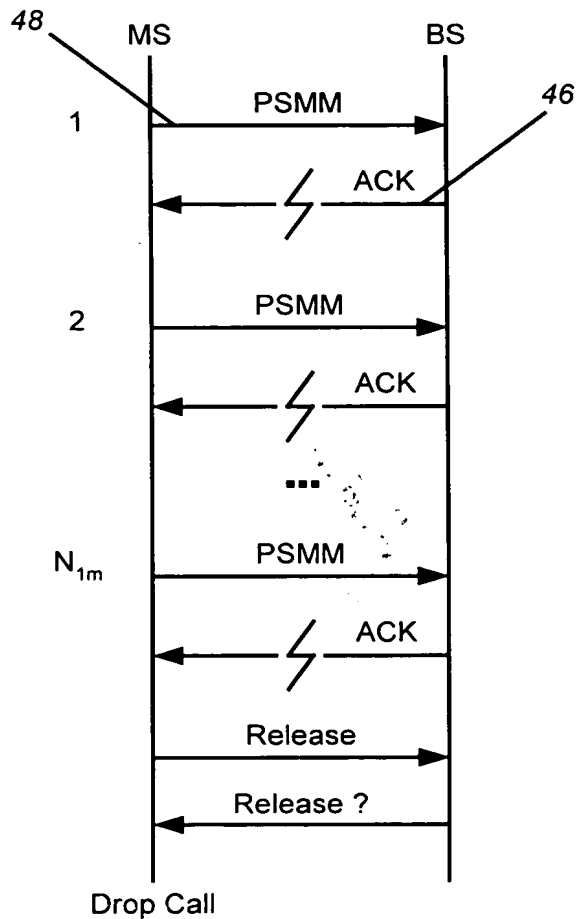 48
MS
BS
46
1
PSMM
ACK
2
PSMM
ACK
...
N1m
PSMM
ACK
Release
Release ?
Drop Call